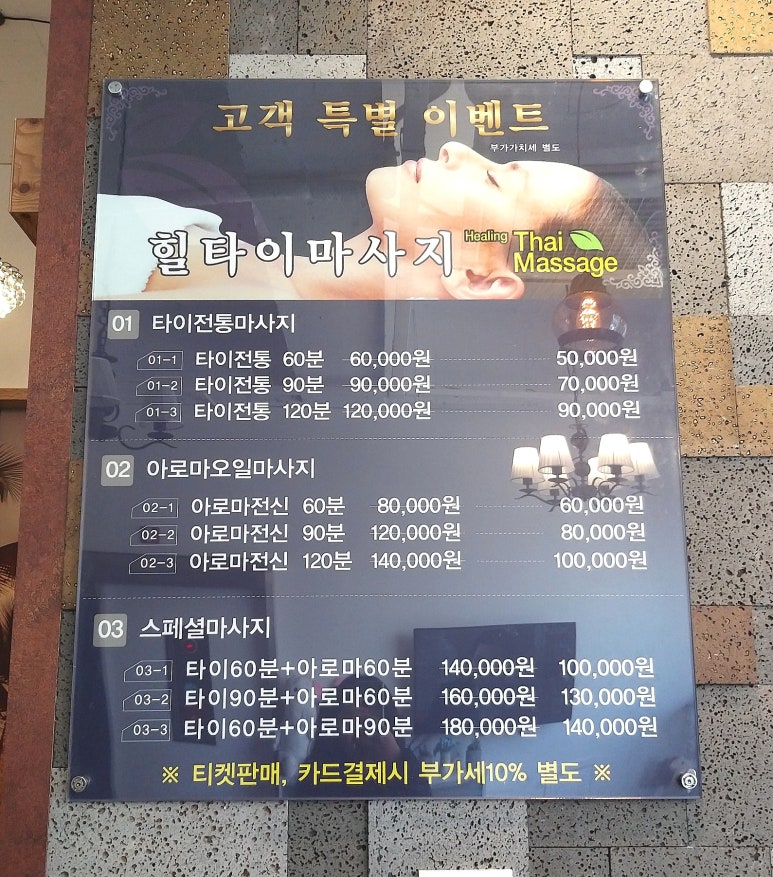 고객 특별 이벤트
부가가치세 별도
힐타이마사지 Healing Thai Massage
01 타이전통마사지
01-1 타이전통 60분 60,000원 50,000원
01-2 타이전통 90분 90,000원 70,000원
01-3 타이전통 120분 120,000원 90,000원
02 아로마오일마사지
02-1 아로마전신 60분 80,000원 60,000원
02-2 아로마전신 90분 120,000원 80,000원
02-3 아로마전신 120분 140,000원 100,000원
03 스페셜마사지
03-1 타이60분+아로마60분 140,000원 100,000원
03-2 타이90분+아로마60분 160,000원 130,000원
03-3 타이60분+아로마90분 180,000원 140,000원
※ 티켓판매, 카드결제시 부가세10% 별도 ※